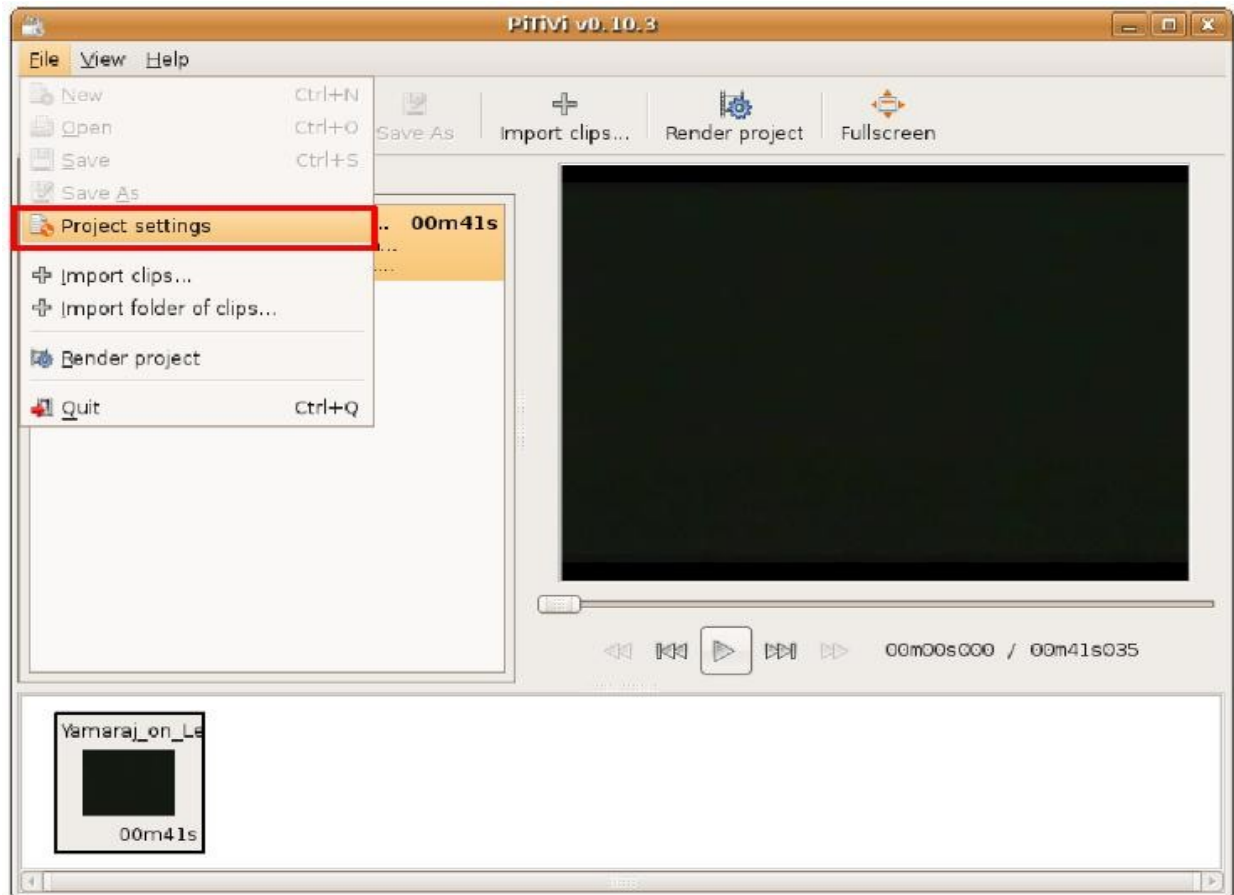 PiTiVi v0.10.3
File View Help
New Ctrl+N
Open Ctrl+O
Save Ctrl+S
Save As
Project settings
Import clips...
Import folder of clips...
Render project
Quit Ctrl+Q
Save As Import clips... Render project Fullscreen
.. 00m41s
...
....
00m00s000 / 00m41s035
Yamaraj_on_Le
00m41s